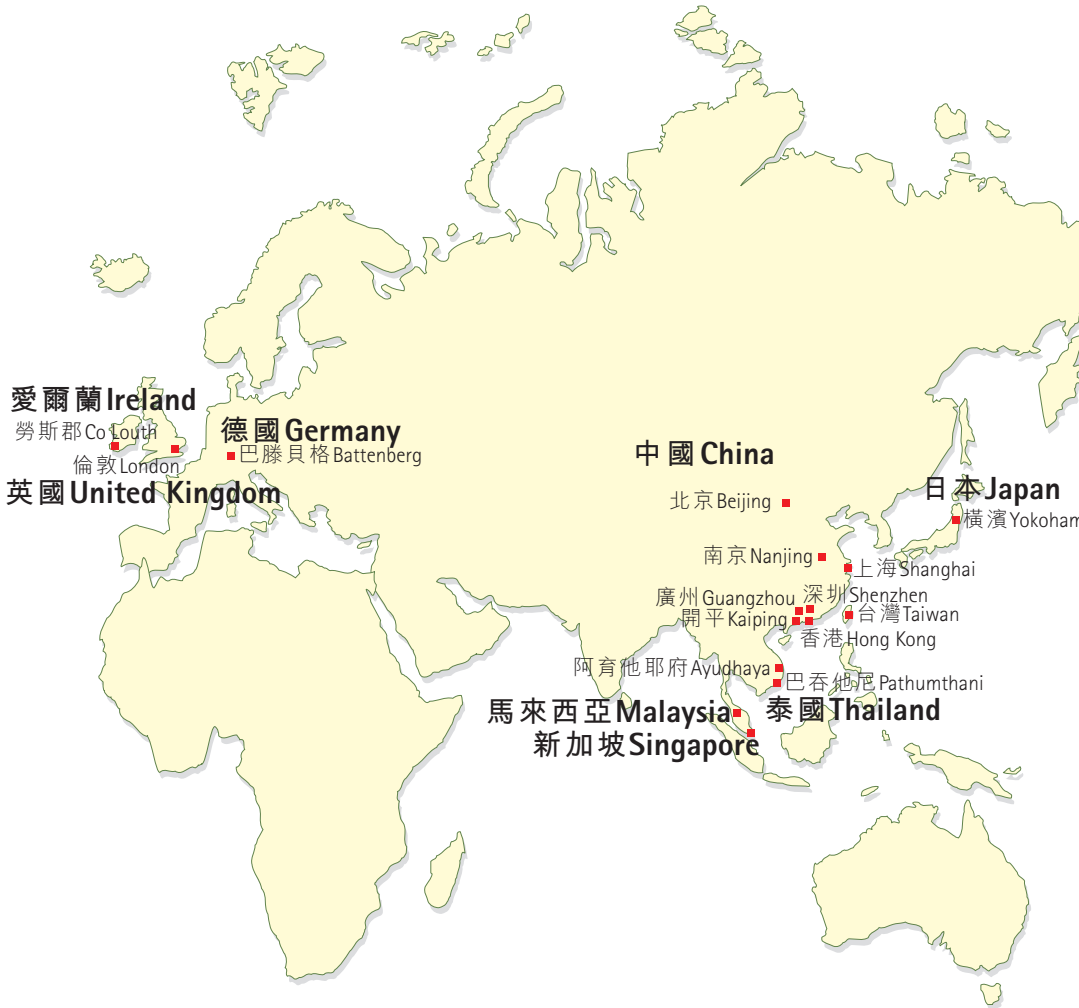 愛爾蘭Ireland
勞斯郡Co Louth
倫敦London
英國United Kingdom
德國Germany
巴滕貝格Battenberg
中國China
北京Beijing
南京Nanjing
上海Shanghai
廣州Guangzhou
深圳Shenzhen
開平Kaiping
台灣Taiwan
香港Hong Kong
日本Japan
橫濱Yokoham
阿育他耶府Ayudhaya
巴吞他尼Pathumthani
泰國Thailand
馬來西亞Malaysia
新加坡Singapore